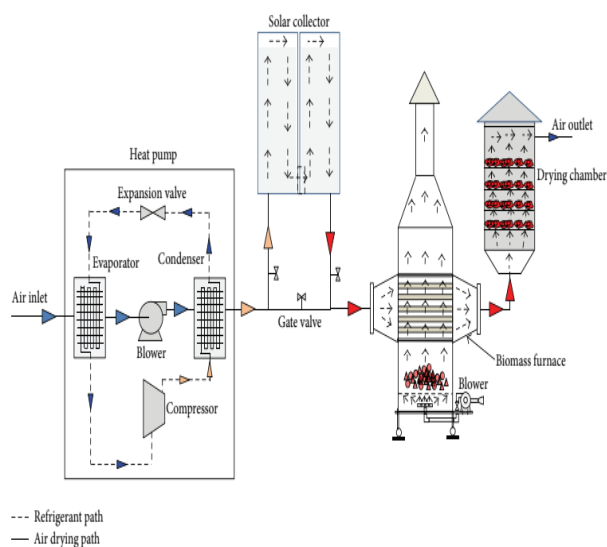 Solar collector
Heat pump
Expansion valve
Evaporator
Condenser
Air inlet
Blower
Compressor
Gate valve
Air outlet
Drying chamber
Biomass furnace
Blower
Refrigerant path
Air drying path